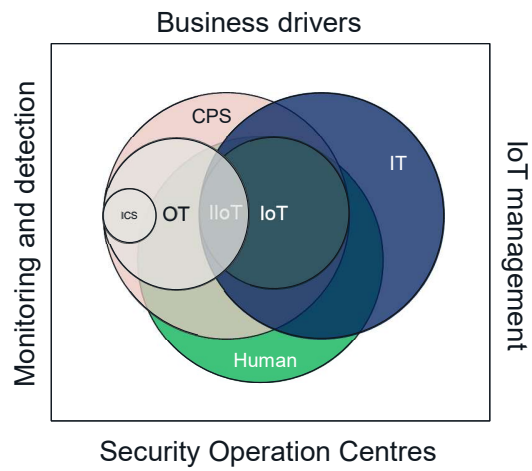 Business drivers
Monitoring and detection
CPS
IT
ICS
OT
IIoT
IoT
Human
IoT management
Security Operation Centres